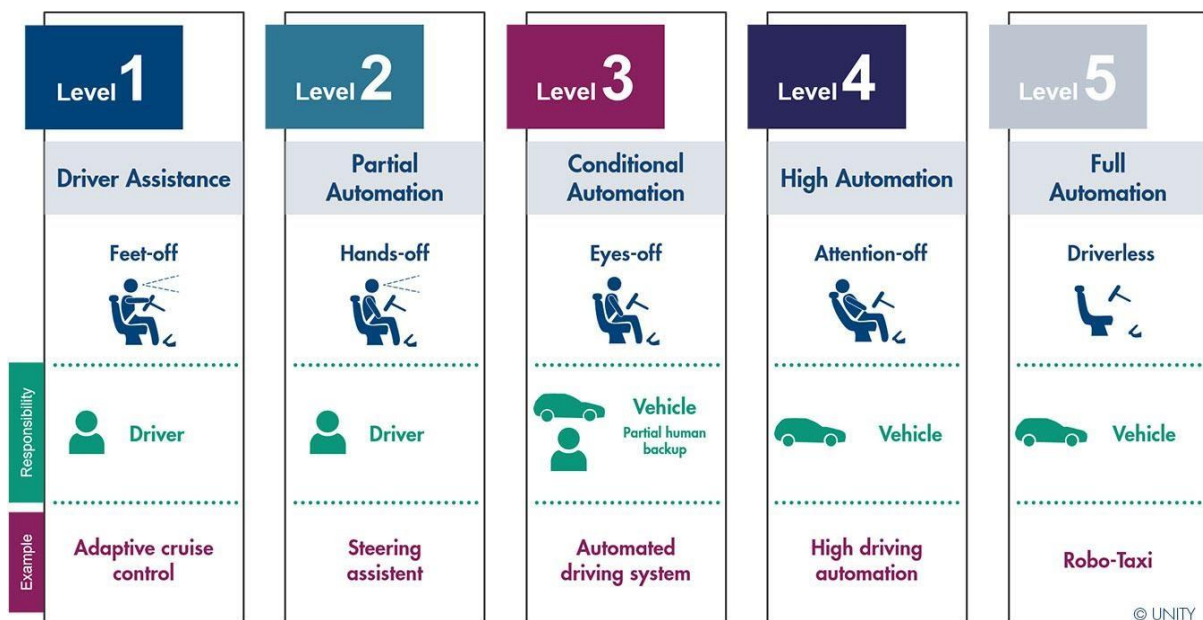 Level 1
Level 2
Level 3
Level 4
Level 5
Driver Assistance
Partial
Automation
Conditional
Automation
High Automation
Full
Automation
Feet-off
Hands-off
Eyes-off
Attention-off
Driverless
Responsibility
Driver
Driver
Vehicle
Partial human
backup
Vehicle
Vehicle
Example
Adaptive cruise
control
Steering
assistent
Automated
driving system
High driving
automation
Robo-Taxi
© UNITY